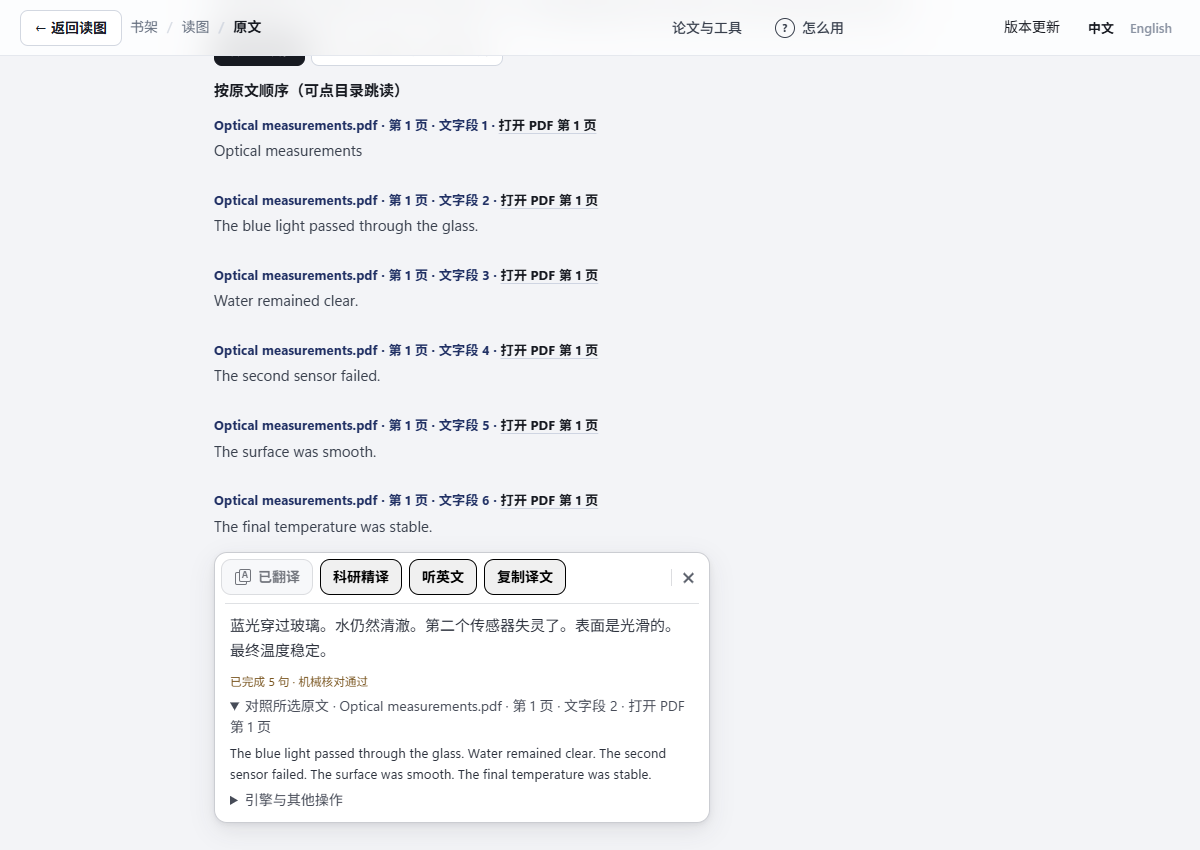 ← 返回读图 书架 / 读图 / 原文 论文与工具 ? 怎么用 版本更新 中文 English
按原文顺序（可点目录跳读）
Optical measurements.pdf · 第 1 页 · 文字段 1 · 打开 PDF 第 1 页
Optical measurements
Optical measurements.pdf · 第 1 页 · 文字段 2 · 打开 PDF 第 1 页
The blue light passed through the glass.
Optical measurements.pdf · 第 1 页 · 文字段 3 · 打开 PDF 第 1 页
Water remained clear.
Optical measurements.pdf · 第 1 页 · 文字段 4 · 打开 PDF 第 1 页
The second sensor failed.
Optical measurements.pdf · 第 1 页 · 文字段 5 · 打开 PDF 第 1 页
The surface was smooth.
Optical measurements.pdf · 第 1 页 · 文字段 6 · 打开 PDF 第 1 页
The final temperature was stable.
A 已翻译 科研精译 听英文 复制译文 ×
蓝光穿过玻璃。水仍然清澈。第二个传感器失灵了。表面是光滑的。
最终温度稳定。
已完成 5 句 · 机械核对通过
▼ 对照所选原文 · Optical measurements.pdf · 第 1 页 · 文字段 2 · 打开 PDF
第 1 页
The blue light passed through the glass. Water remained clear. The second
sensor failed. The surface was smooth. The final temperature was stable.
▶ 引擎与其他操作